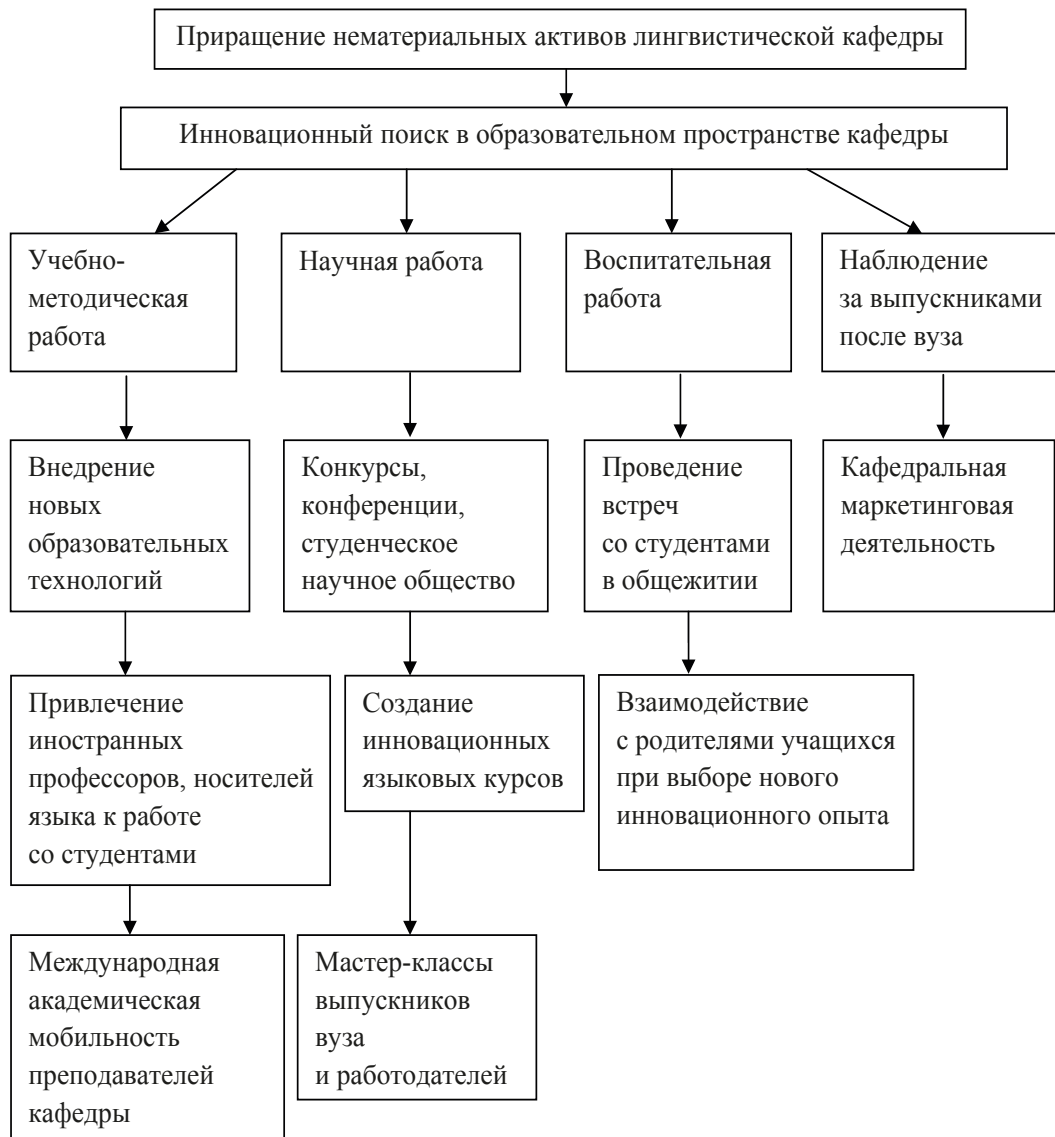 Приращение нематериальных активов лингвистической кафедры
Инновационный поиск в образовательном пространстве кафедры
Учебно-
методическая
работа
Научная работа
Воспитательная
работа
Наблюдение
за выпускниками
после вуза
Внедрение
новых
образовательных
технологий
Конкурсы,
конференции,
студенческое
научное общество
Проведение
встреч
со студентами
в общежитии
Кафедральная
маркетинговая
деятельность
Привлечение
иностранных
профессоров, носителей
языка к работе
со студентами
Создание
инновационных
языковых курсов
Взаимодействие
с родителями учащихся
при выборе нового
инновационного опыта
Международная
академическая
мобильность
преподавателей
кафедры
Мастер-классы
выпускников
вуза
и работодателей